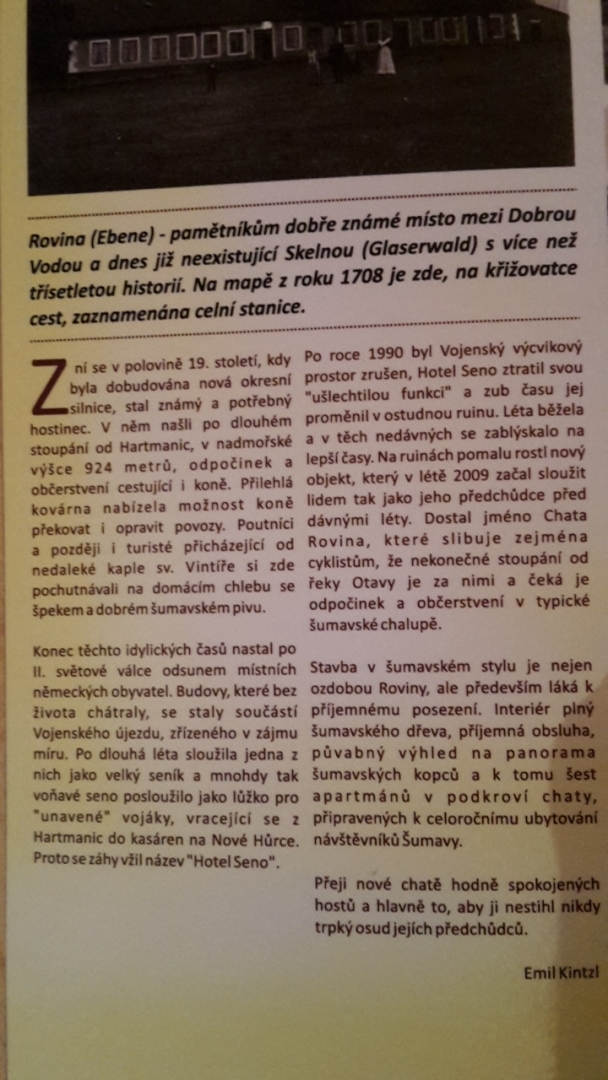 Rovina (Ebene) - pamětníkům dobře známé místo mezi Dobrou
Vodou a dnes již neexistující Skelnou (Glaserwald) s více než
třísetletou historií. Na mapě z roku 1708 je zde, na křižovatce
cest, zaznamenána celní stanice.
Zní se v polovině 19. století, kdy
byla dobudována nová okresní
silnice, stal známý a potřebný
hostinec. V něm našli po dlouhém
stoupání od Hartmanic, v nadmořské
výšce 924 metrů, odpočinek a
občerstvení cestující i koně. Přilehlá
kovárna nabízela možnost koně
překovat i opravit povozy. Poutníci
a později i turisté přicházející od
nedaleké kaple sv. Vintíře si zde
pochutnávali na domácím chlebu se
špekem a dobrém šumavském pivu.
Konec těchto idylických časů nastal po
II. světové válce odsunem místních
německých obyvatel. Budovy, které bez
života chátraly, se staly součástí
Vojenského újezdu, zřízeného v zájmu
míru. Po dlouhá léta sloužila jedna z
nich jako velký seník a mnohdy tak
voňavé seno posloužilo jako lůžko pro
"unavené" vojáky, vracející se z
Hartmanic do kasáren na Nové Hůrce.
Proto se záhy vžil název "Hotel Seno".
Po roce 1990 byl Vojenský výcvikový
prostor zrušen, Hotel Seno ztratil svou
"ušlechtilou funkci" a zub času jej
proměnil v ostudnou ruinu. Léta běžela
a v těch nedávných se zablýskalo na
lepší časy. Na ruinách pomalu rostl nový
objekt, který v létě 2009 začal sloužit
lidem tak jako jeho předchůdce před
dávnými léty. Dostal jméno Chata
Rovina, které slibuje zejména
cyklistům, že nekonečné stoupání od
řeky Otavy je za nimi a čeká je
odpočinek a občerstvení v typické
šumavské chalupě.
Stavba v šumavském stylu je nejen
ozdobou Roviny, ale především láká k
příjemnému posezení. Interiér plný
šumavského dřeva, příjemná obsluha,
půvabný výhled na panorama
šumavských kopců a k tomu šest
apartmánů v podkroví chaty,
připravených k celoročnímu ubytování
návštěvníků Šumavy.
Přeji nové chatě hodně spokojených
hostů a hlavně to, aby ji nestihl nikdy
trpký osud jejích předchůdců.
Emil Kintzl